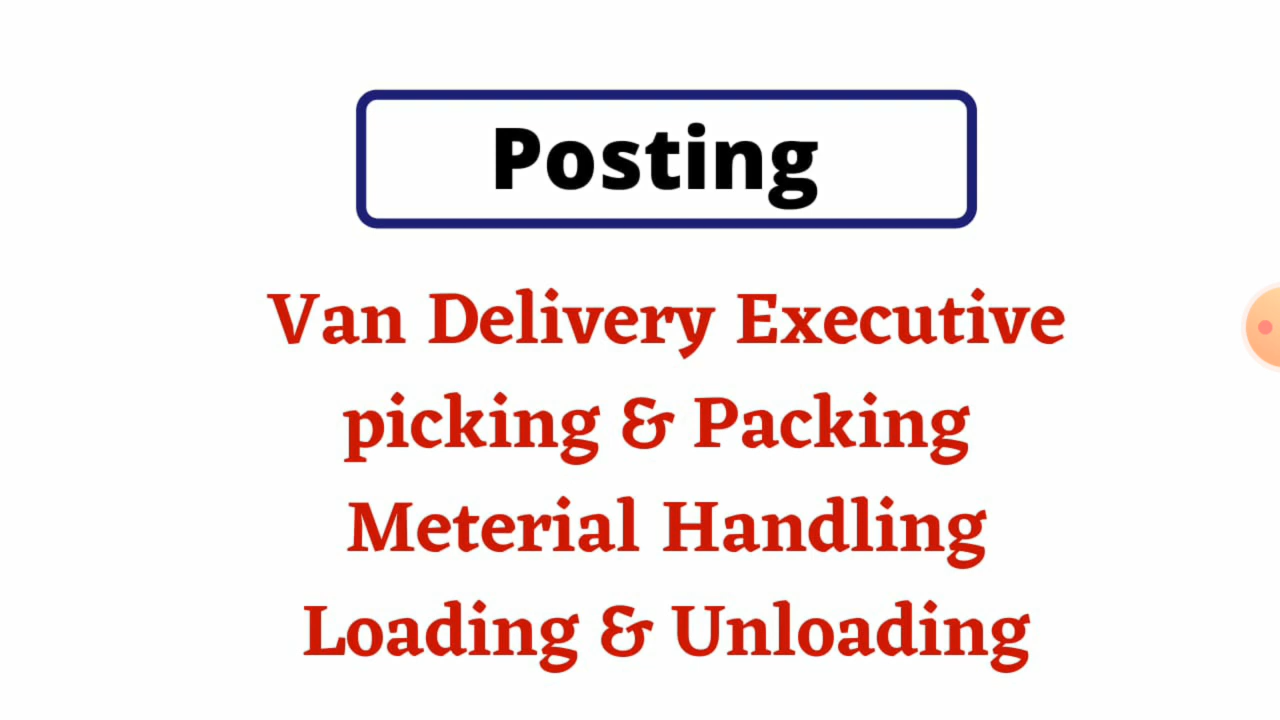 Posting
Van Delivery Executive
picking & Packing
Meterial Handling
Loading & Unloading